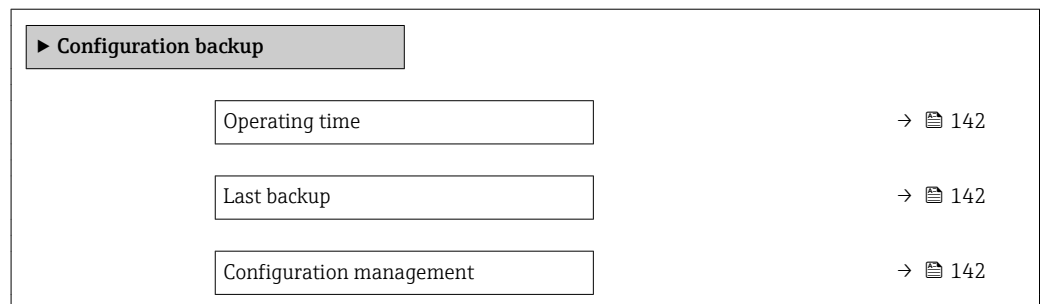 ▶ Configuration backup
Operating time → 142
Last backup → 142
Configuration management → 142